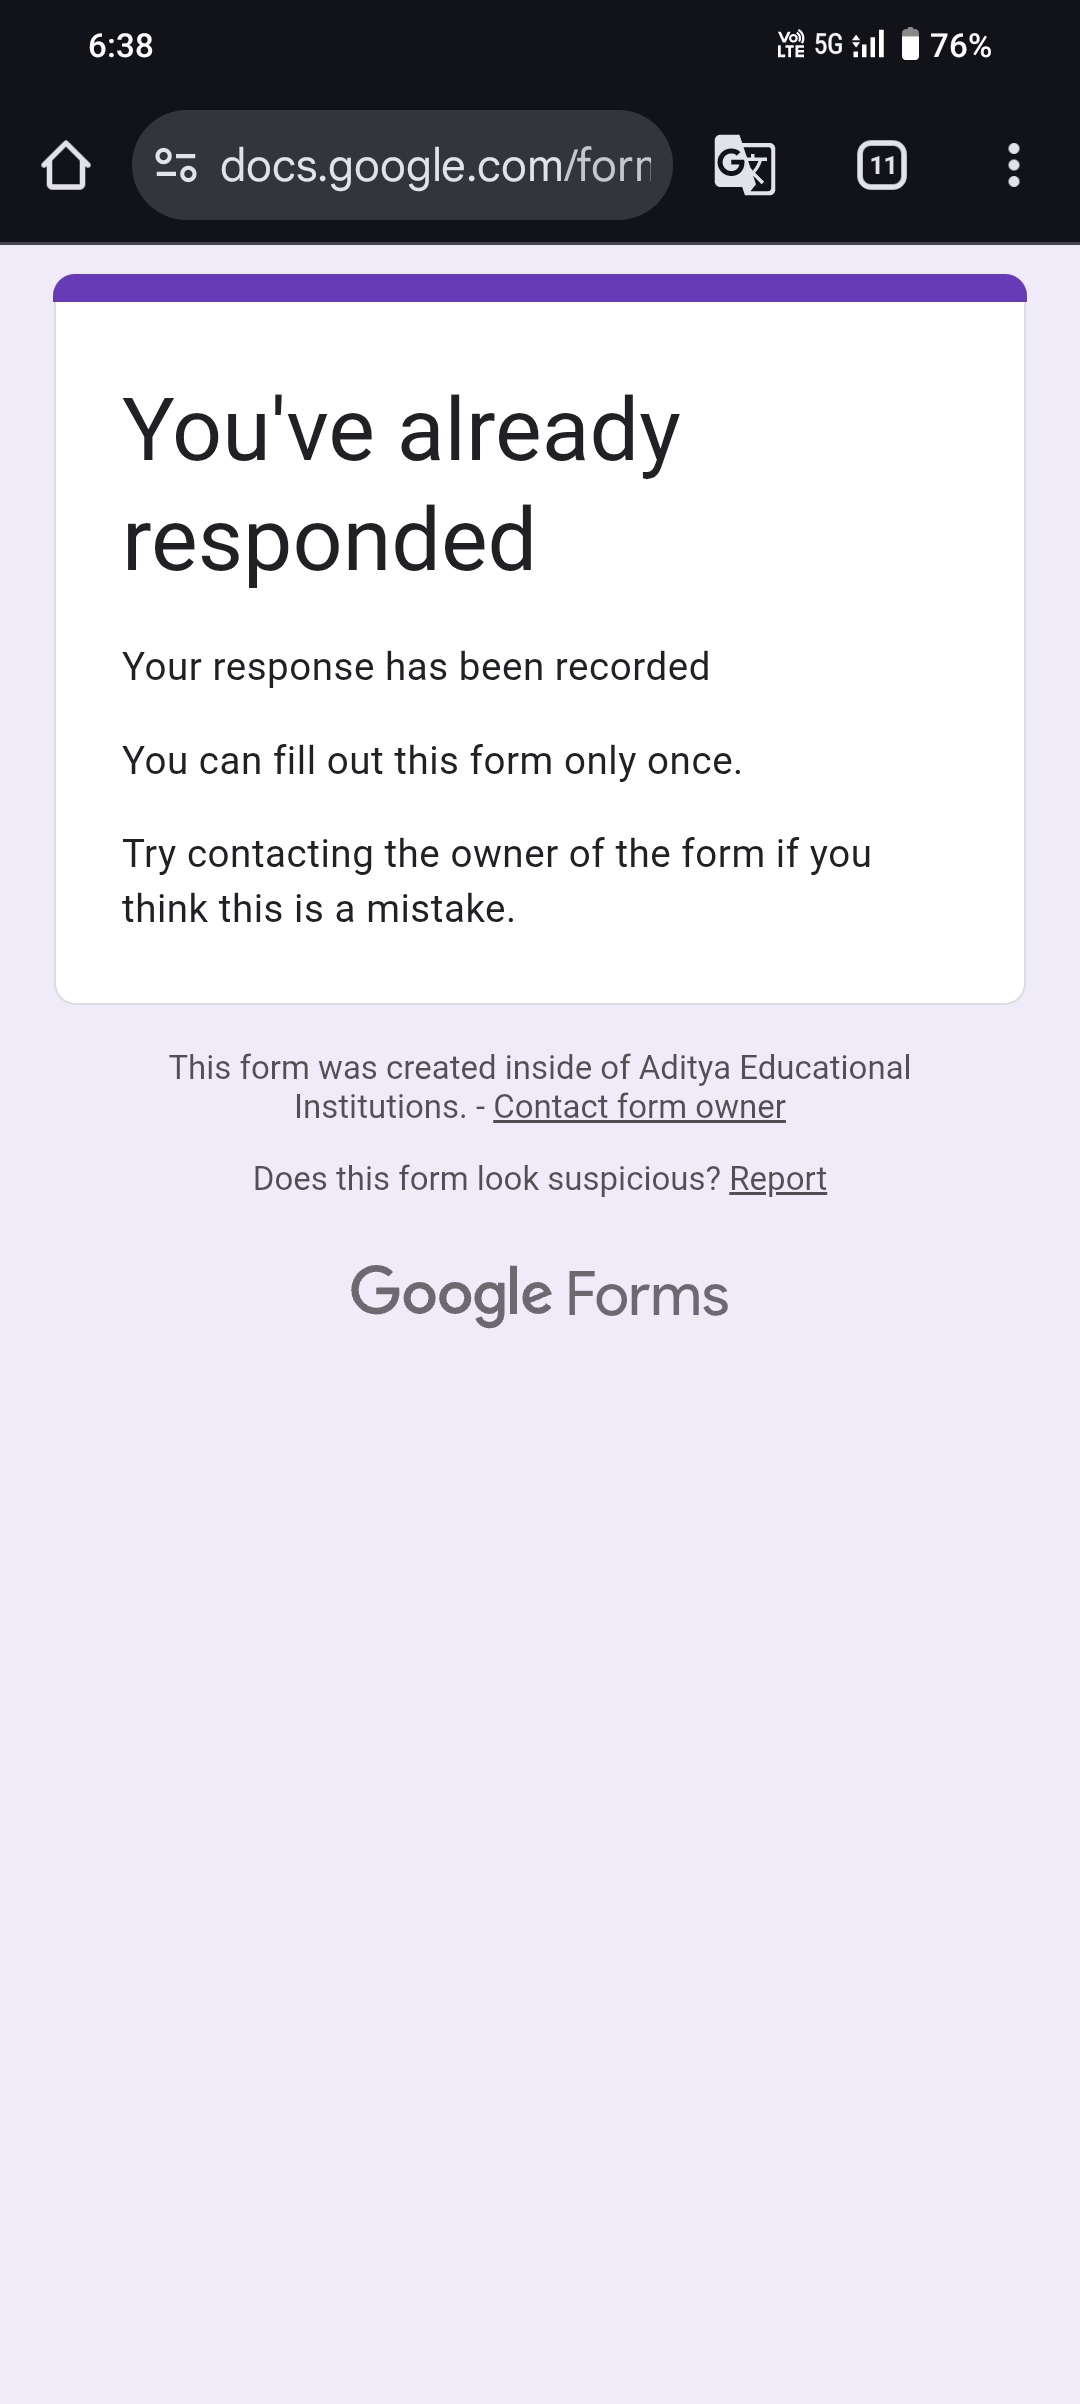 6:38 VoLTE 5G 76%
docs.google.com/forn 11
You've already
responded
Your response has been recorded
You can fill out this form only once.
Try contacting the owner of the form if you
think this is a mistake.
This form was created inside of Aditya Educational
Institutions. - Contact form owner
Does this form look suspicious? Report
Google Forms